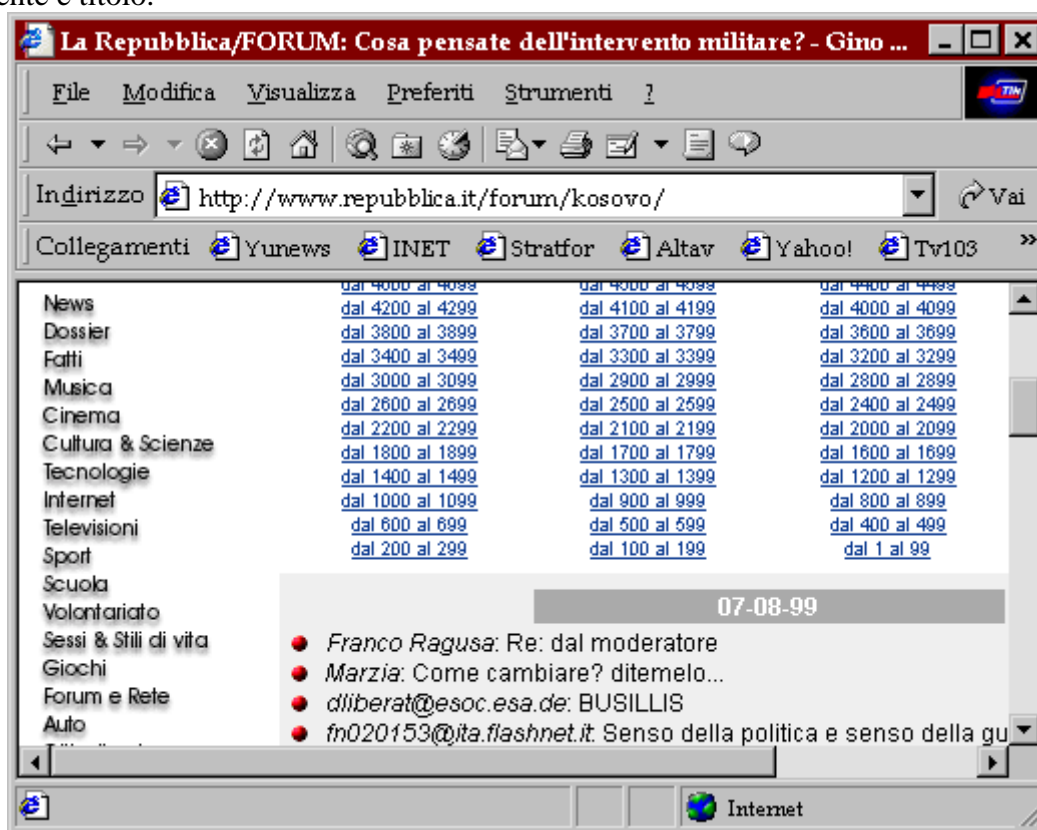 La Repubblica/FORUM: Cosa pensate dell'intervento militare? - Gino ...
File Modifica Visualizza Preferiti Strumenti ?
TIN
Indirizzo http://www.repubblica.it/forum/kosovo/ Vai
Collegamenti Yunews INET Stratfor Altav Yahoo! Tv103 »
News
Dossier
Fatti
Musica
Cinema
Cultura & Scienze
Tecnologie
Internet
Televisioni
Sport
Scuola
Volontariato
Sessi & Stili di vita
Giochi
Forum e Rete
Auto
dal 4200 al 4299 dal 4100 al 4199 dal 4000 al 4099
dal 3800 al 3899 dal 3700 al 3799 dal 3600 al 3699
dal 3400 al 3499 dal 3300 al 3399 dal 3200 al 3299
dal 3000 al 3099 dal 2900 al 2999 dal 2800 al 2899
dal 2600 al 2699 dal 2500 al 2599 dal 2400 al 2499
dal 2200 al 2299 dal 2100 al 2199 dal 2000 al 2099
dal 1800 al 1899 dal 1700 al 1799 dal 1600 al 1699
dal 1400 al 1499 dal 1300 al 1399 dal 1200 al 1299
dal 1000 al 1099 dal 900 al 999 dal 800 al 899
dal 600 al 699 dal 500 al 599 dal 400 al 499
dal 200 al 299 dal 100 al 199 dal 1 al 99
07-08-99
Franco Ragusa: Re: dal moderatore
Marzia: Come cambiare? ditemelo...
dliberat@esoc.esa.de: BUSILLIS
fn020153@ita.flashnet.it: Senso della politica e senso della gu
Internet